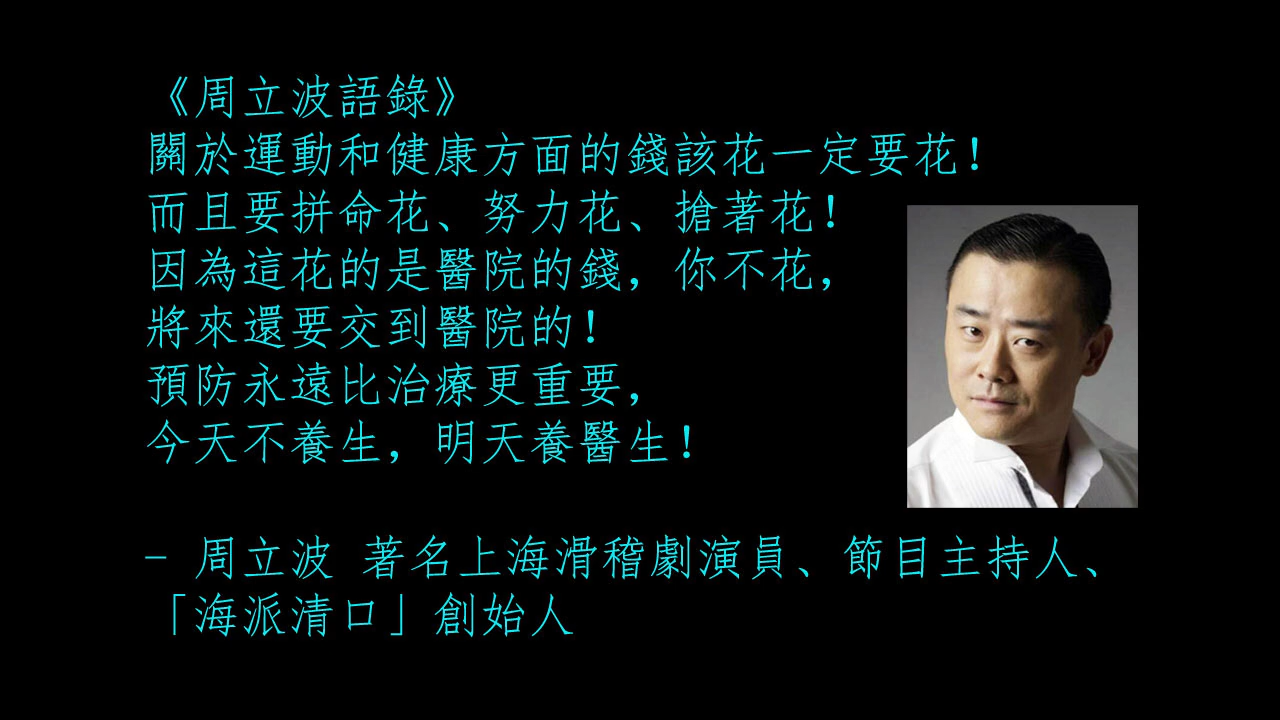 《周立波語錄》
關於運動和健康方面的錢該花一定要花！
而且要拼命花、努力花、搶著花！
因為這花的是醫院的錢，你不花，
將來還要交到醫院的！
預防永遠比治療更重要，
今天不養生，明天養醫生！
- 周立波 著名上海滑稽劇演員、節目主持人、
「海派清口」創始人